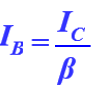 I_B = I_C / β